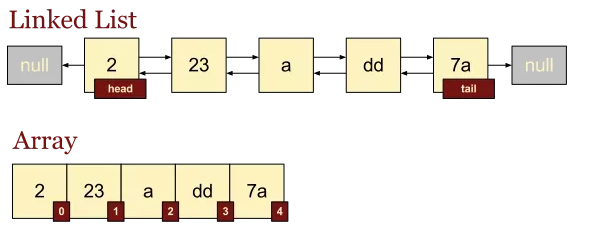 Linked List
null 2 23 a dd 7a null
head tail
Array
2 23 a dd 7a
0 1 2 3 4